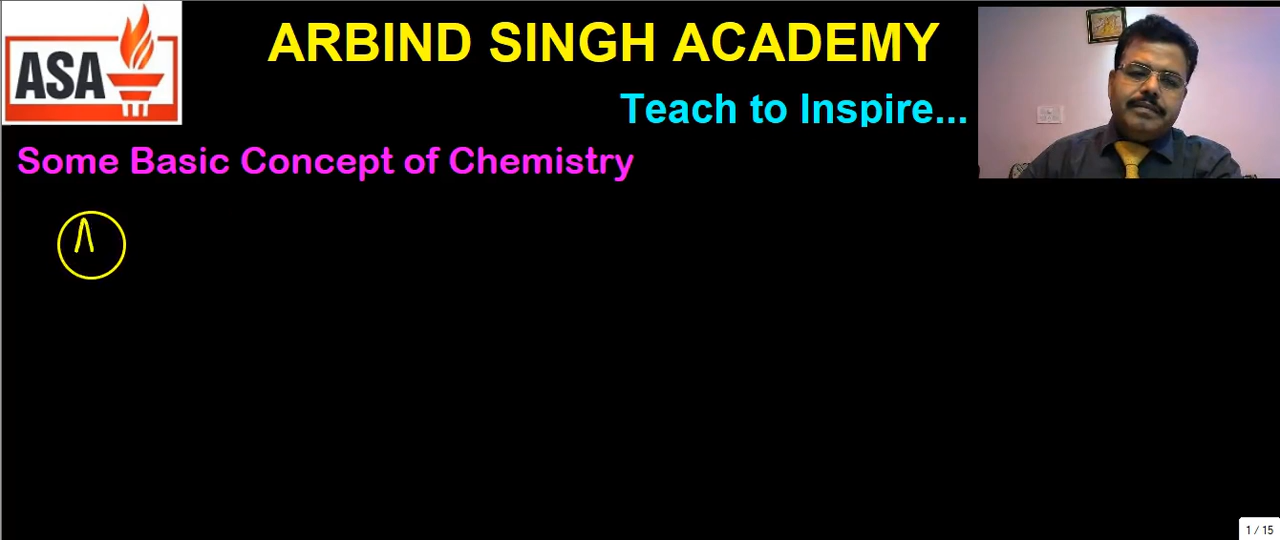 ASA
ARBIND SINGH ACADEMY
Teach to Inspire...
Some Basic Concept of Chemistry
1 / 15